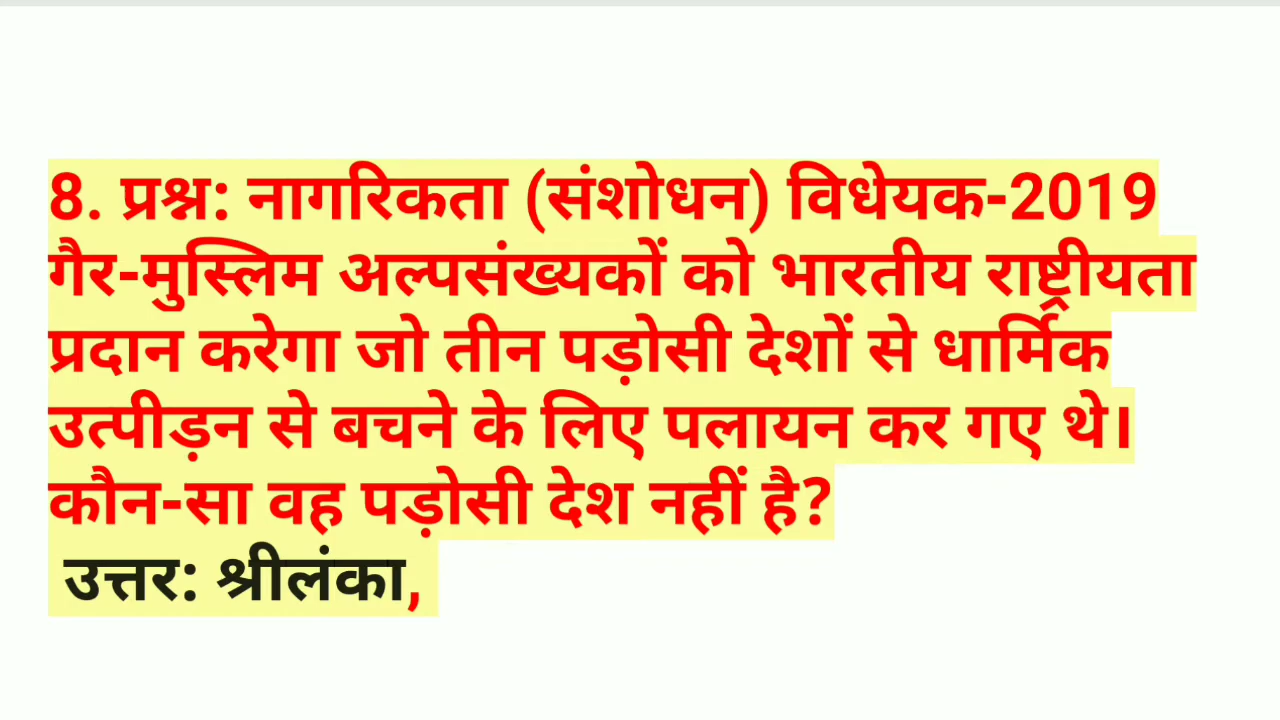 8. प्रश्न: नागरिकता (संशोधन) विधेयक-2019
गैर-मुस्लिम अल्पसंख्यकों को भारतीय राष्ट्रीयता
प्रदान करेगा जो तीन पड़ोसी देशों से धार्मिक
उत्पीड़न से बचने के लिए पलायन कर गए थे।
कौन-सा वह पड़ोसी देश नहीं है?
उत्तर: श्रीलंका,